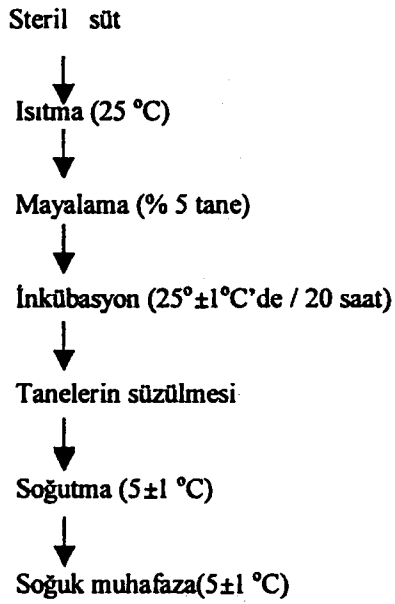 Steril süt
Isıtma (25 °C)
Mayalama (% 5 tane)
İnkübasyon (25°±1°C'de / 20 saat)
Tanelerin süzülmesi
Soğutma (5±1 °C)
Soğuk muhafaza(5±1 °C)